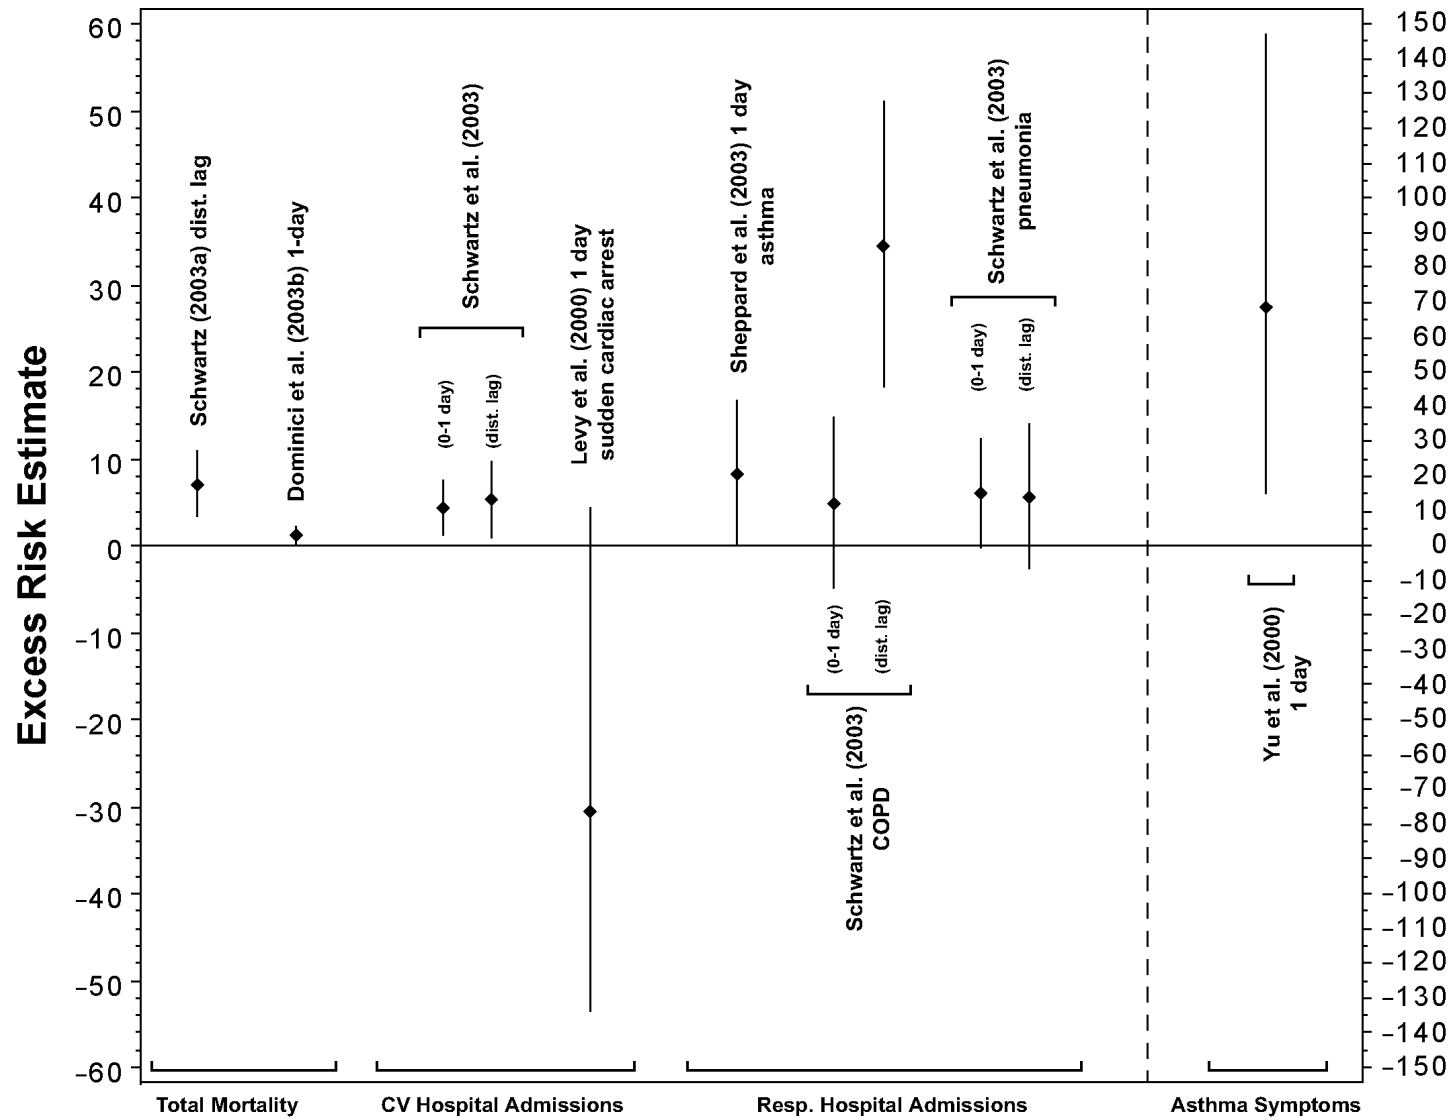 Excess Risk Estimate
60
50
40
30
20
10
0
−10
−20
−30
−40
−50
−60
Schwartz (2003a) dist. lag
Dominici et al. (2003b) 1-day
Schwartz et al. (2003)
(0-1 day)
(dist. lag)
Levy et al. (2000) 1 day
sudden cardiac arrest
Sheppard et al. (2003) 1 day
asthma
(0-1 day)
(dist. lag)
Schwartz et al. (2003)
COPD
Schwartz et al. (2003)
pneumonia
(0-1 day)
(dist. lag)
Yu et al. (2000)
1 day
150
140
130
120
110
100
90
80
70
60
50
40
30
20
10
0
−10
−20
−30
−40
−50
−60
−70
−80
−90
−100
−110
−120
−130
−140
−150
Total Mortality
CV Hospital Admissions
Resp. Hospital Admissions
Asthma Symptoms